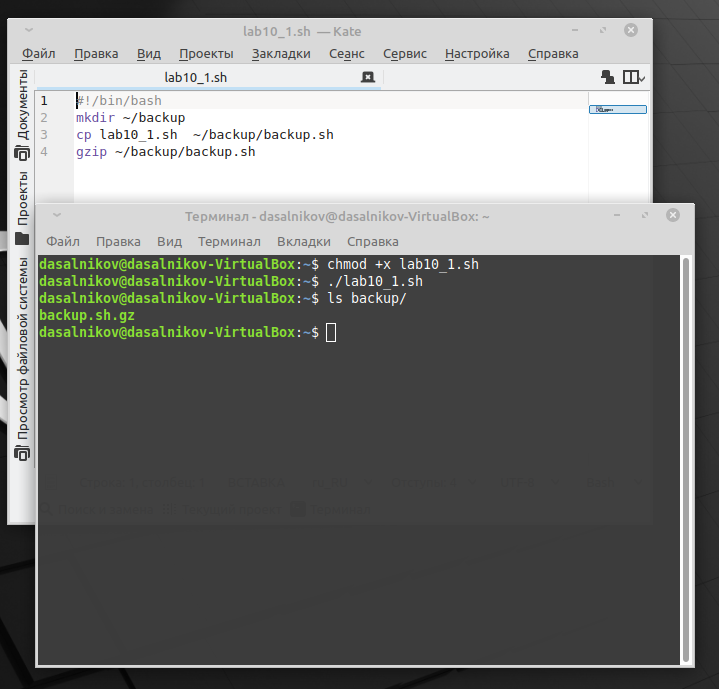 lab10_1.sh — Kate
Файл Правка Вид Проекты Закладки Сеанс Сервис Настройка Справка
lab10_1.sh
Документы
Проекты
Просмотр файловой системы
1 #!/bin/bash
2 mkdir ~/backup
3 cp lab10_1.sh  ~/backup/backup.sh
4 gzip ~/backup/backup.sh
Терминал - dasalnikov@dasalnikov-VirtualBox: ~
Файл Правка Вид Терминал Вкладки Справка
dasalnikov@dasalnikov-VirtualBox:~$ chmod +x lab10_1.sh
dasalnikov@dasalnikov-VirtualBox:~$ ./lab10_1.sh
dasalnikov@dasalnikov-VirtualBox:~$ ls backup/
backup.sh.gz
dasalnikov@dasalnikov-VirtualBox:~$